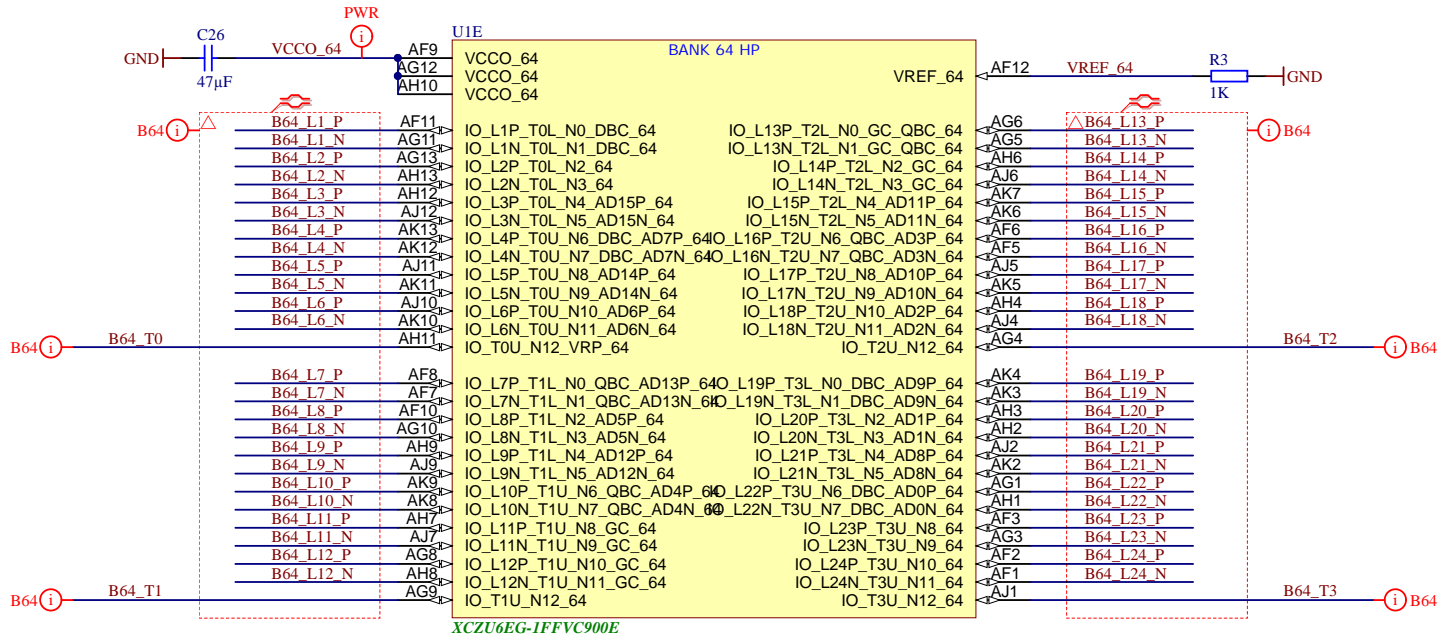 PWR
C26
U1E
BANK 64 HP
GND
VCCO_64
AF9
VCCO_64
47µF
AG12
VCCO_64
AH10
VCCO_64
VREF_64
AF12
VREF_64
R3
GND
1K
B64
B64_L1_P AF11 IO_L1P_T0L_N0_DBC_64
B64_L1_N AG11 IO_L1N_T0L_N1_DBC_64
B64_L2_P AG13 IO_L2P_T0L_N2_64
B64_L2_N AH13 IO_L2N_T0L_N3_64
B64_L3_P AH12 IO_L3P_T0L_N4_AD15P_64
B64_L3_N AJ12 IO_L3N_T0L_N5_AD15N_64
B64_L4_P AK13 IO_L4P_T0U_N6_DBC_AD7P_64
B64_L4_N AK12 IO_L4N_T0U_N7_DBC_AD7N_64
B64_L5_P AJ11 IO_L5P_T0U_N8_AD14P_64
B64_L5_N AK11 IO_L5N_T0U_N9_AD14N_64
B64_L6_P AJ10 IO_L6P_T0U_N10_AD6P_64
B64_L6_N AK10 IO_L6N_T0U_N11_AD6N_64
B64 B64_T0 AH11 IO_T0U_N12_VRP_64
B64_L7_P AF8 IO_L7P_T1L_N0_QBC_AD13P_64
B64_L7_N AF7 IO_L7N_T1L_N1_QBC_AD13N_64
B64_L8_P AF10 IO_L8P_T1L_N2_AD5P_64
B64_L8_N AG10 IO_L8N_T1L_N3_AD5N_64
B64_L9_P AH9 IO_L9P_T1L_N4_AD12P_64
B64_L9_N AJ9 IO_L9N_T1L_N5_AD12N_64
B64_L10_P AK9 IO_L10P_T1U_N6_QBC_AD4P_64
B64_L10_N AK8 IO_L10N_T1U_N7_QBC_AD4N_64
B64_L11_P AH7 IO_L11P_T1U_N8_GC_64
B64_L11_N AJ7 IO_L11N_T1U_N9_GC_64
B64_L12_P AG8 IO_L12P_T1U_N10_GC_64
B64_L12_N AH8 IO_L12N_T1U_N11_GC_64
B64 B64_T1 AG9 IO_T1U_N12_64
IO_L13P_T2L_N0_GC_QBC_64 AG6 B64_L13_P
B64
IO_L13N_T2L_N1_GC_QBC_64 AG5 B64_L13_N
IO_L14P_T2L_N2_GC_64 AH6 B64_L14_P
IO_L14N_T2L_N3_GC_64 AJ6 B64_L14_N
IO_L15P_T2L_N4_AD11P_64 AK7 B64_L15_P
IO_L15N_T2L_N5_AD11N_64 AK6 B64_L15_N
IO_L16P_T2U_N6_QBC_AD3P_64 AF6 B64_L16_P
IO_L16N_T2U_N7_QBC_AD3N_64 AF5 B64_L16_N
IO_L17P_T2U_N8_AD10P_64 AJ5 B64_L17_P
IO_L17N_T2U_N9_AD10N_64 AK5 B64_L17_N
IO_L18P_T2U_N10_AD2P_64 AH4 B64_L18_P
IO_L18N_T2U_N11_AD2N_64 AJ4 B64_L18_N
IO_T2U_N12_64 AG4 B64_T2 B64
IO_L19P_T3L_N0_DBC_AD9P_64 AK4 B64_L19_P
IO_L19N_T3L_N1_DBC_AD9N_64 AK3 B64_L19_N
IO_L20P_T3L_N2_AD1P_64 AH3 B64_L20_P
IO_L20N_T3L_N3_AD1N_64 AH2 B64_L20_N
IO_L21P_T3L_N4_AD8P_64 AJ2 B64_L21_P
IO_L21N_T3L_N5_AD8N_64 AK2 B64_L21_N
IO_L22P_T3U_N6_DBC_AD0P_64 AG1 B64_L22_P
IO_L22N_T3U_N7_DBC_AD0N_64 AH1 B64_L22_N
IO_L23P_T3U_N8_64 AF3 B64_L23_P
IO_L23N_T3U_N9_64 AG3 B64_L23_N
IO_L24P_T3U_N10_64 AF2 B64_L24_P
IO_L24N_T3U_N11_64 AF1 B64_L24_N
IO_T3U_N12_64 AJ1 B64_T3 B64
XCZU6EG-1FFVC900E